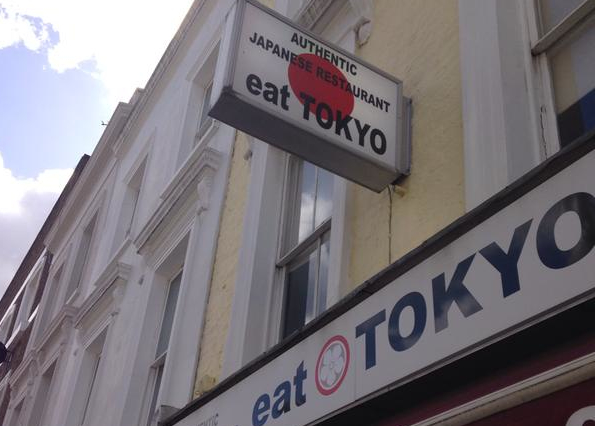 AUTHENTIC
JAPANESE RESTAURANT
eat TOKYO
eat TOKYO